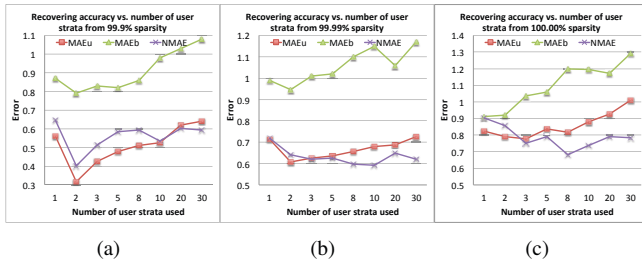 Recovering accuracy vs. number of user
strata from 99.9% sparsity
MAEu MAEb NMAE
1.1
1
0.9
0.8
0.7
0.6
0.5
0.4
0.3
Error
1 2 3 5 8 10 20 30
Number of user strata used
(a)
Recovering accuracy vs. number of user
strata from 99.99% sparsity
MAEu MAEb NMAE
1.2
1.1
1
0.9
0.8
0.7
0.6
0.5
Error
1 2 3 5 8 10 20 30
Number of user strata used
(b)
Recovering accuracy vs. number of user
strata from 100.00% sparsity
MAEu MAEb NMAE
1.4
1.3
1.2
1.1
1
0.9
0.8
0.7
0.6
0.5
Error
1 2 3 5 8 10 20 30
Number of user strata used
(c)